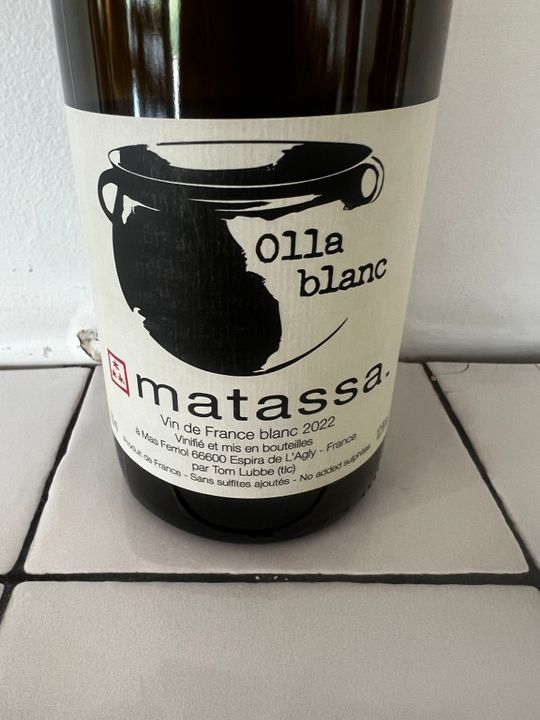 Olla
blanc
matassa.
Vin de France blanc 2022
Vinifié et mis en bouteilles
à Mas Ferriol 66600 Espira de L'Agly - France
par Tom Lubbe (tlc)
Produit de France - Sans sulfites ajoutés - No added sulphites